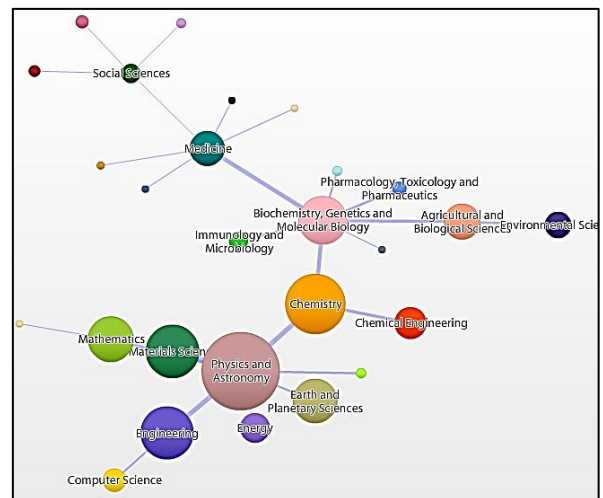 Social Sciences
Medicine
Pharmacology, Toxicology and
Pharmaceutics
Biochemistry, Genetics and
Molecular Biology
Agricultural and
Biological Sciences
Environmental Scie
Immunology and
Microbiology
Chemistry
Chemical Engineering
Mathematics
Materials Scien
Physics and
Astronomy
Earth and
Planetary Sciences
Energy
Engineering
Computer Science